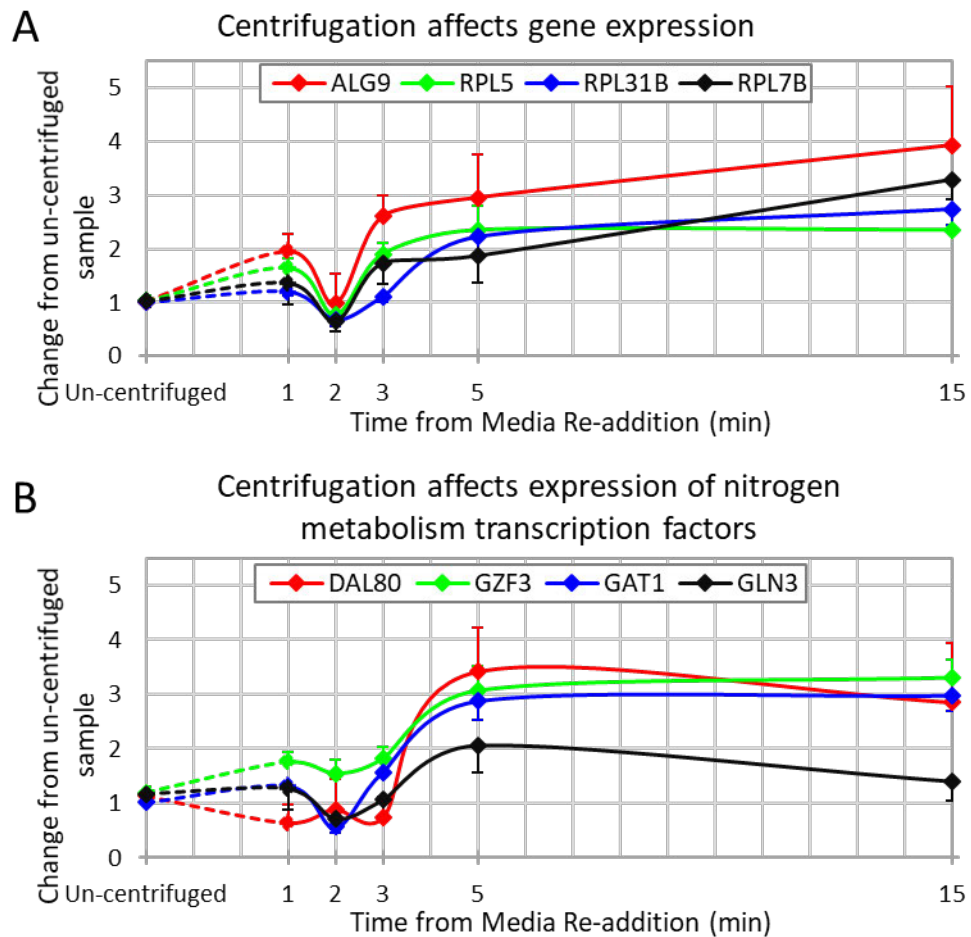 A
Centrifugation affects gene expression
ALG9 RPL5 RPL31B RPL7B
Change from un-centrifuged
sample
5
4
3
2
1
0
Un-centrifuged 1 2 3 5 15
Time from Media Re-addition (min)
B
Centrifugation affects expression of nitrogen
metabolism transcription factors
DAL80 GZF3 GAT1 GLN3
Change from un-centrifuged
sample
5
4
3
2
1
0
Un-centrifuged 1 2 3 5 15
Time from Media Re-addition (min)